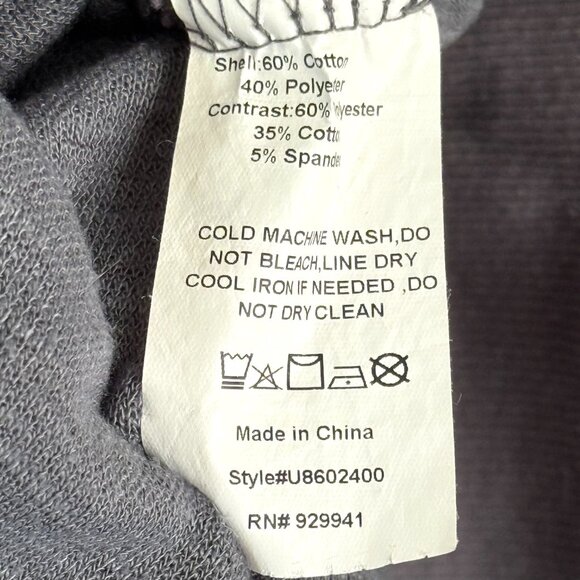 Shell:60% Cotton
40% Polyester
Contrast:60% Polyester
35% Cotton
5% Spandex
COLD MACHINE WASH,DO
NOT BLEACH,LINE DRY
COOL IRON IF NEEDED ,DO
NOT DRY CLEAN
Made in China
Style#U8602400
RN# 929941